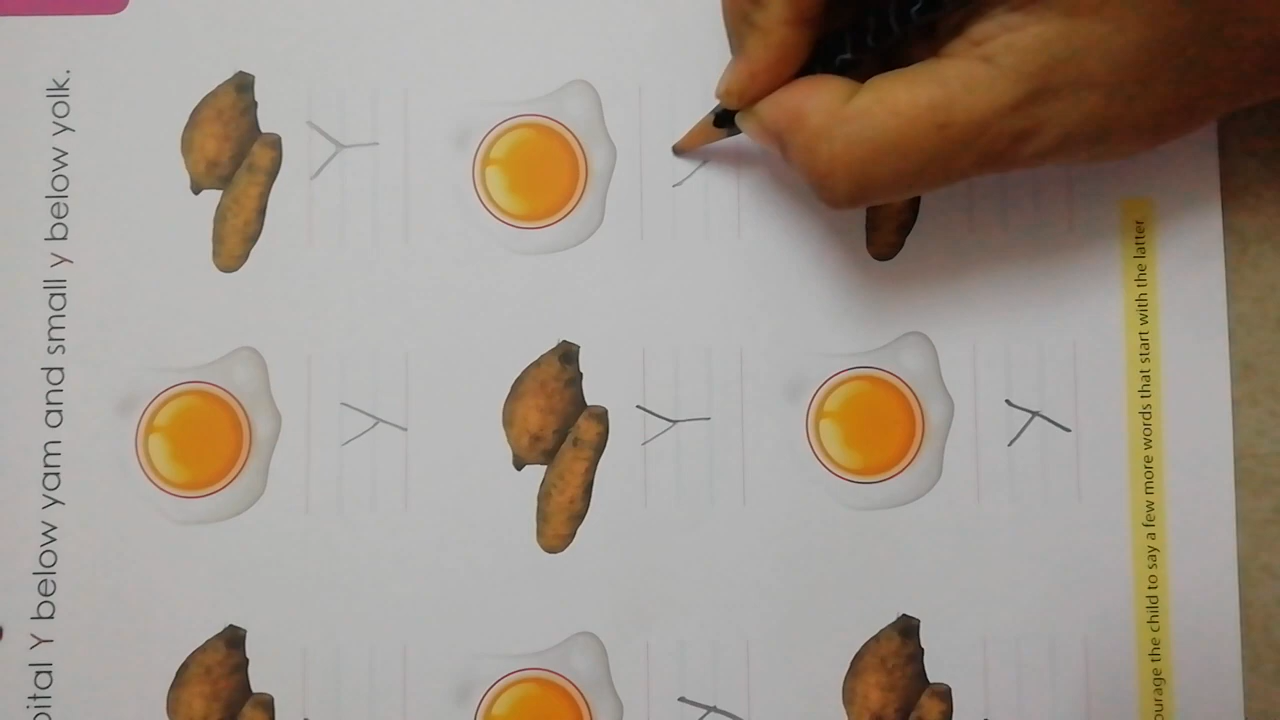 pital Y below yam and small y below yolk.
y Y
y Y
y
ourage the child to say a few more words that start with the latter